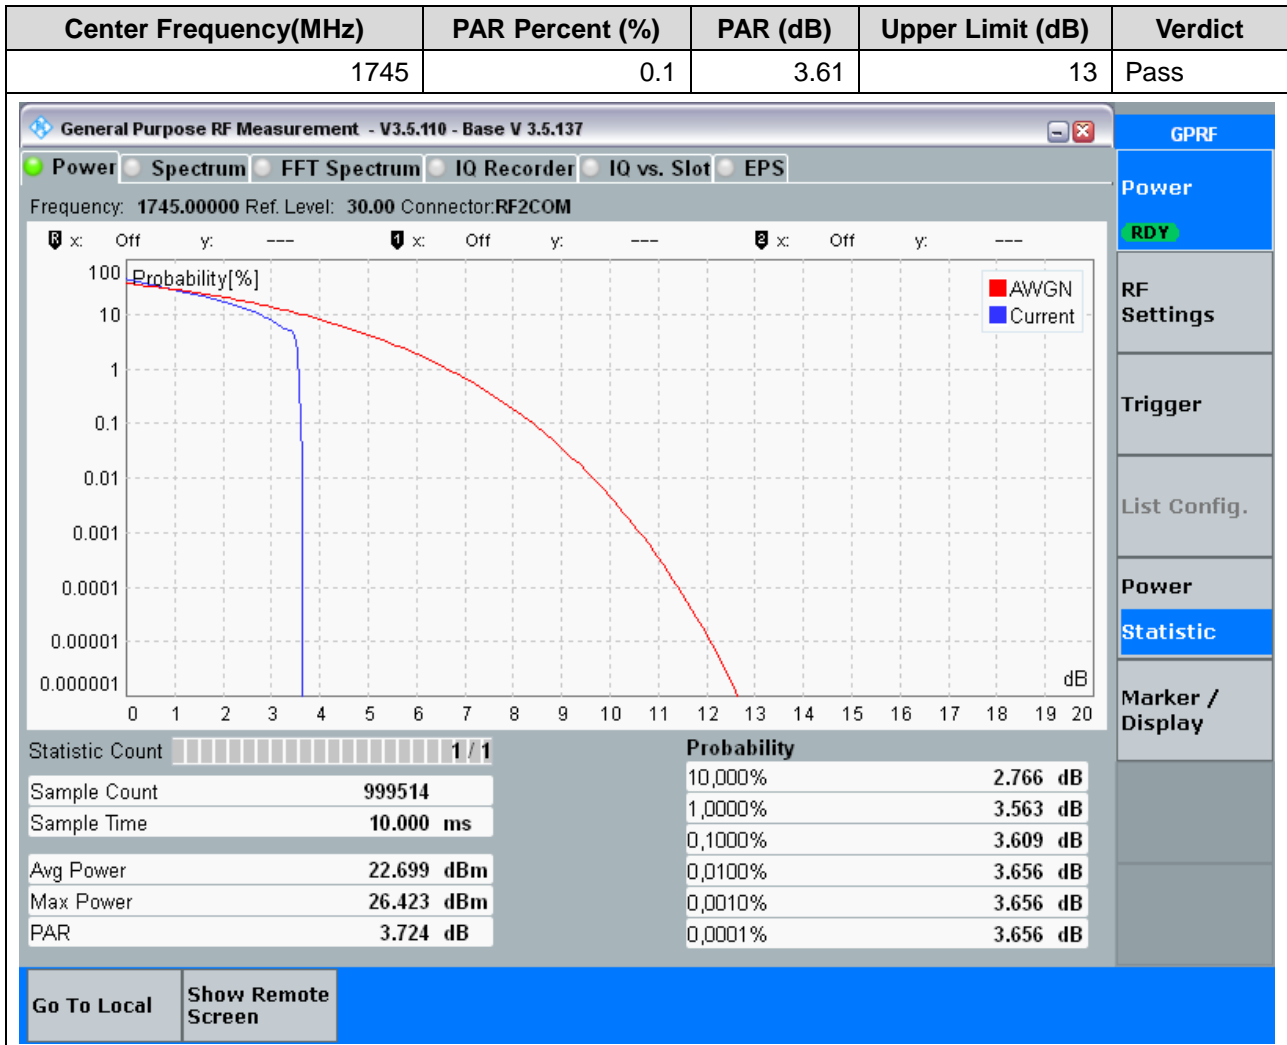 Center Frequency(MHz) PAR Percent (%) PAR (dB) Upper Limit (dB) Verdict
1745 0.1 3.61 13 Pass
General Purpose RF Measurement - V3.5.110 - Base V 3.5.137
GPRF
Power Spectrum FFT Spectrum IQ Recorder IQ vs. Slot EPS
Power
RDY
Frequency: 1745.00000 Ref. Level: 30.00 Connector:RF2COM
R x: Off y: --- 1 x: Off y: --- 2 x: Off y: ---
Probability[%]
AWGN
Current
100
10
1
0.1
0.01
0.001
0.0001
0.00001
0.000001
dB
0 1 2 3 4 5 6 7 8 9 10 11 12 13 14 15 16 17 18 19 20
RF
Settings
Trigger
List Config.
Power
Statistic
Marker /
Display
Statistic Count 1 / 1
Sample Count 999514
Sample Time 10.000 ms
Avg Power 22.699 dBm
Max Power 26.423 dBm
PAR 3.724 dB
Probability
10,000% 2.766 dB
1,0000% 3.563 dB
0,1000% 3.609 dB
0,0100% 3.656 dB
0,0010% 3.656 dB
0,0001% 3.656 dB
Go To Local
Show Remote
Screen